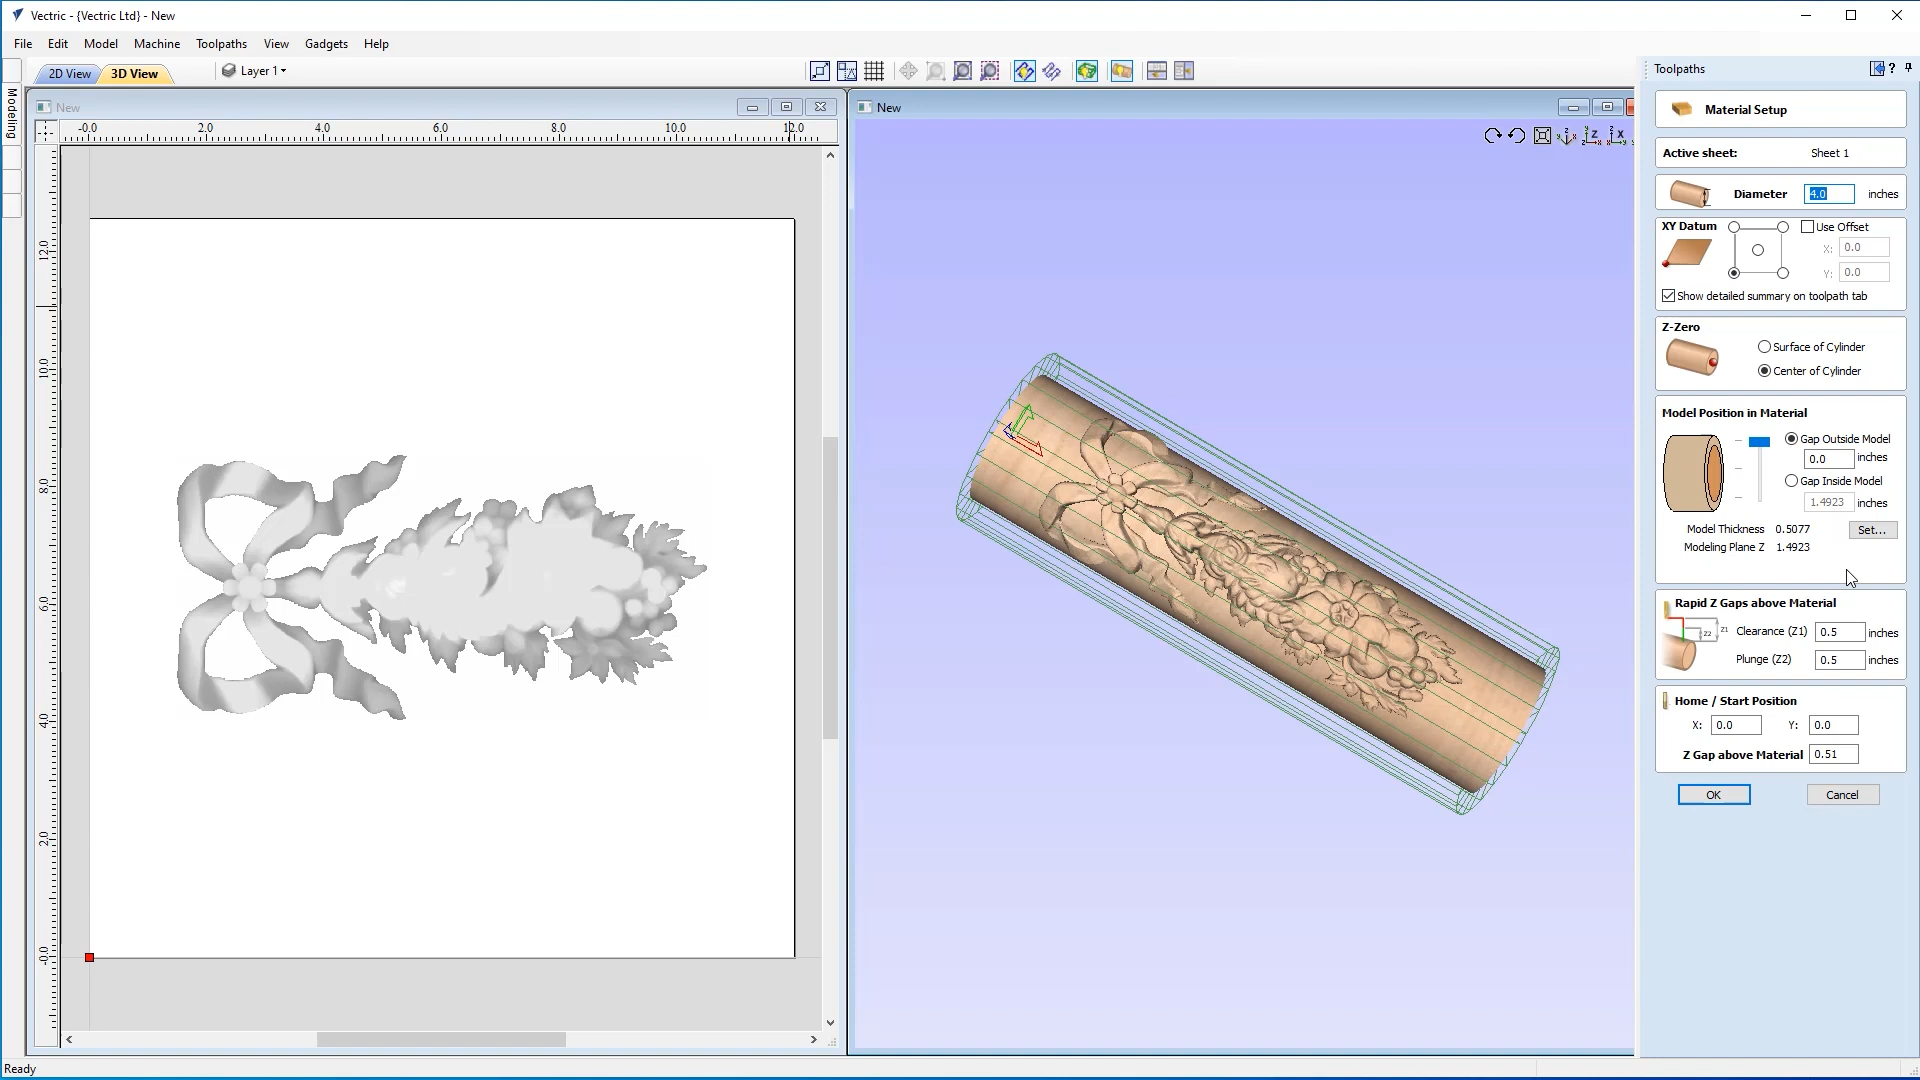 Vectric - {Vectric Ltd} - New
File Edit Model Machine Toolpaths View Gadgets Help
2D View 3D View Layer 1
Modeling
New
-0.0 2.0 4.0 6.0 8.0 10.0 12.0
12.0
10.0
8.0
6.0
4.0
2.0
-0.0
New
Toolpaths
Material Setup
Active sheet: Sheet 1
Diameter 4.0 inches
XY Datum Use Offset
X: 0.0
Y: 0.0
Show detailed summary on toolpath tab
Z-Zero
Surface of Cylinder
Center of Cylinder
Model Position in Material
Gap Outside Model
0.0 inches
Gap Inside Model
1.4923 inches
Model Thickness 0.5077 Set...
Modeling Plane Z 1.4923
Rapid Z Gaps above Material
Z1 Z2 Clearance (Z1) 0.5 inches
Plunge (Z2) 0.5 inches
Home / Start Position
X: 0.0 Y: 0.0
Z Gap above Material 0.51
OK Cancel
Ready